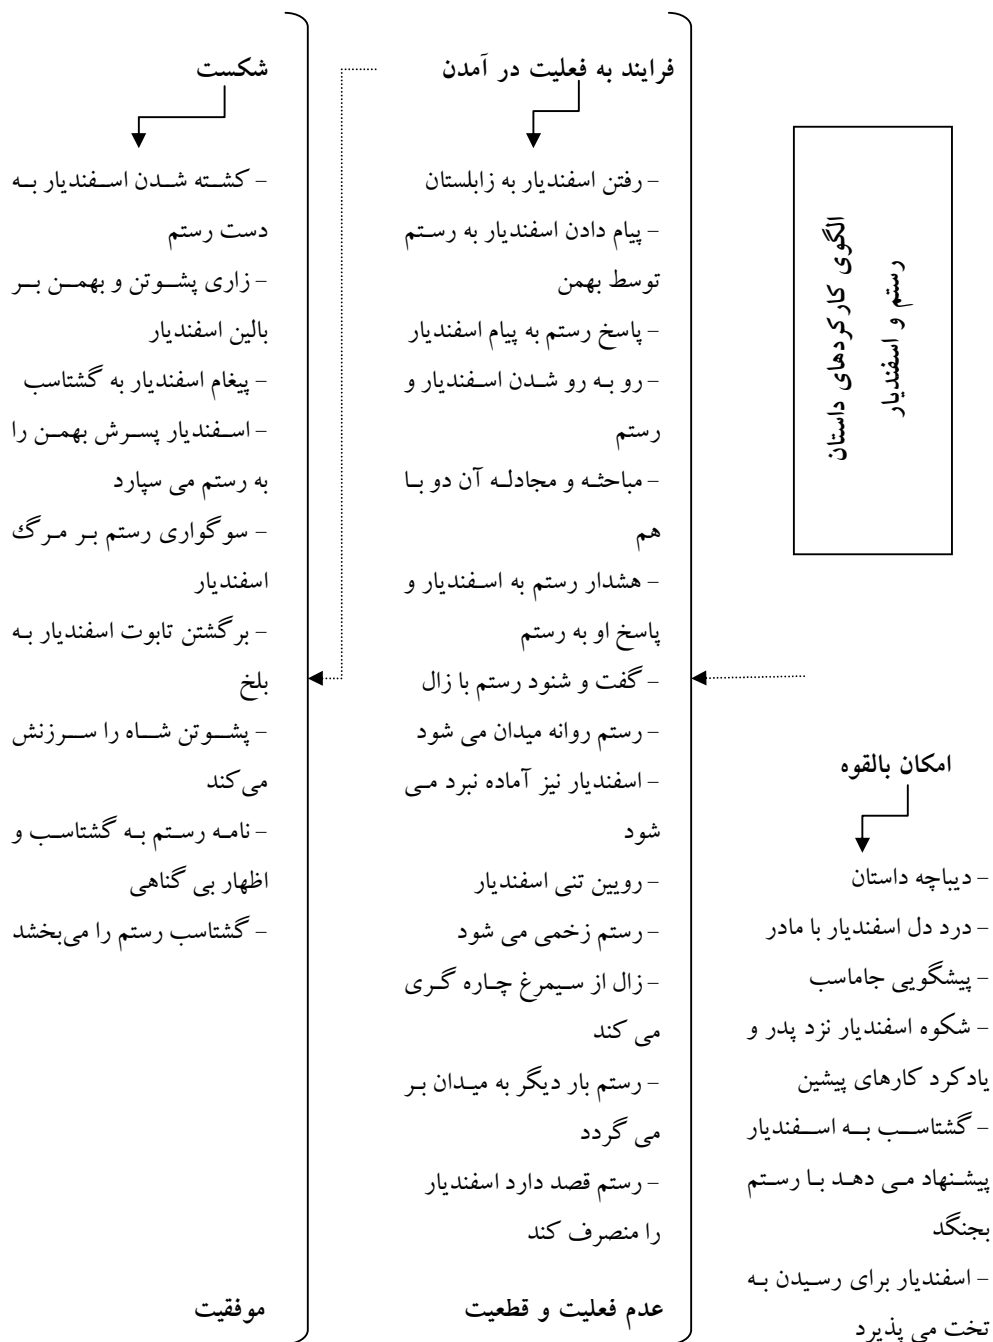 الگوی کارکردهای داستان
رستم و اسفندیار
امکان بالقوه
– دیباچه داستان
– درد دل اسفندیار با مادر
– پیشگویی جاماسب
– شکوه اسفندیار نزد پدر و
یادکرد کارهای پیشین
– گشتاسب به اسفندیار
پیشنهاد می دهد با رستم
بجنگد
– اسفندیار برای رسیدن به
تخت می پذیرد
فرایند به فعلیت در آمدن
– رفتن اسفندیار به زابلستان
– پیام دادن اسفندیار به رستم
توسط بهمن
– پاسخ رستم به پیام اسفندیار
– رو به رو شدن اسفندیار و
رستم
– مباحثه و مجادله آن دو با
هم
– هشدار رستم به اسفندیار و
پاسخ او به رستم
– گفت و شنود رستم با زال
– رستم روانه میدان می شود
– اسفندیار نیز آماده نبرد می
شود
– رویین تنی اسفندیار
– رستم زخمی می شود
– زال از سیمرغ چاره گری
می کند
– رستم بار دیگر به میدان بر
می گردد
– رستم قصد دارد اسفندیار
را منصرف کند
عدم فعلیت و قطعیت
شکست
– کشته شدن اسفندیار به
دست رستم
– زاری پشوتن و بهمن بر
بالین اسفندیار
– پیغام اسفندیار به گشتاسب
– اسفندیار پسرش بهمن را
به رستم می سپارد
– سوگواری رستم بر مرگ
اسفندیار
– برگشتن تابوت اسفندیار به
بلخ
– پشوتن شاه را سرزنش
می‌کند
– نامه رستم به گشتاسب و
اظهار بی گناهی
– گشتاسب رستم را می‌بخشد
موفقیت